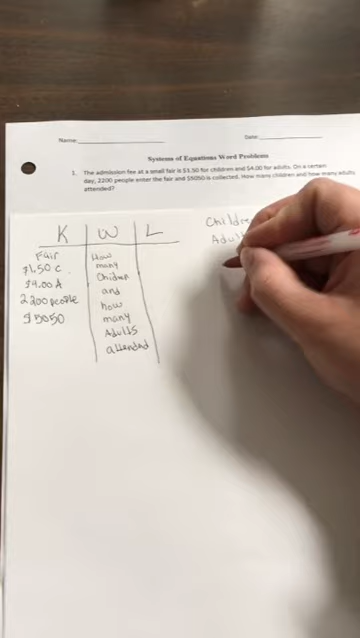 Name: Date:
Systems of Equations Word Problems
1. The admission fee at a small fair is $1.50 for children and $4.00 for adults. On a certain
day, 2200 people enter the fair and $5050 is collected. How many children and how many adults
attended?
K W L
Fair
$1.50 C
$4.00 A
2200 people
$5050
How
many
Children
and
how
many
Adults
attended
Childre
Adult